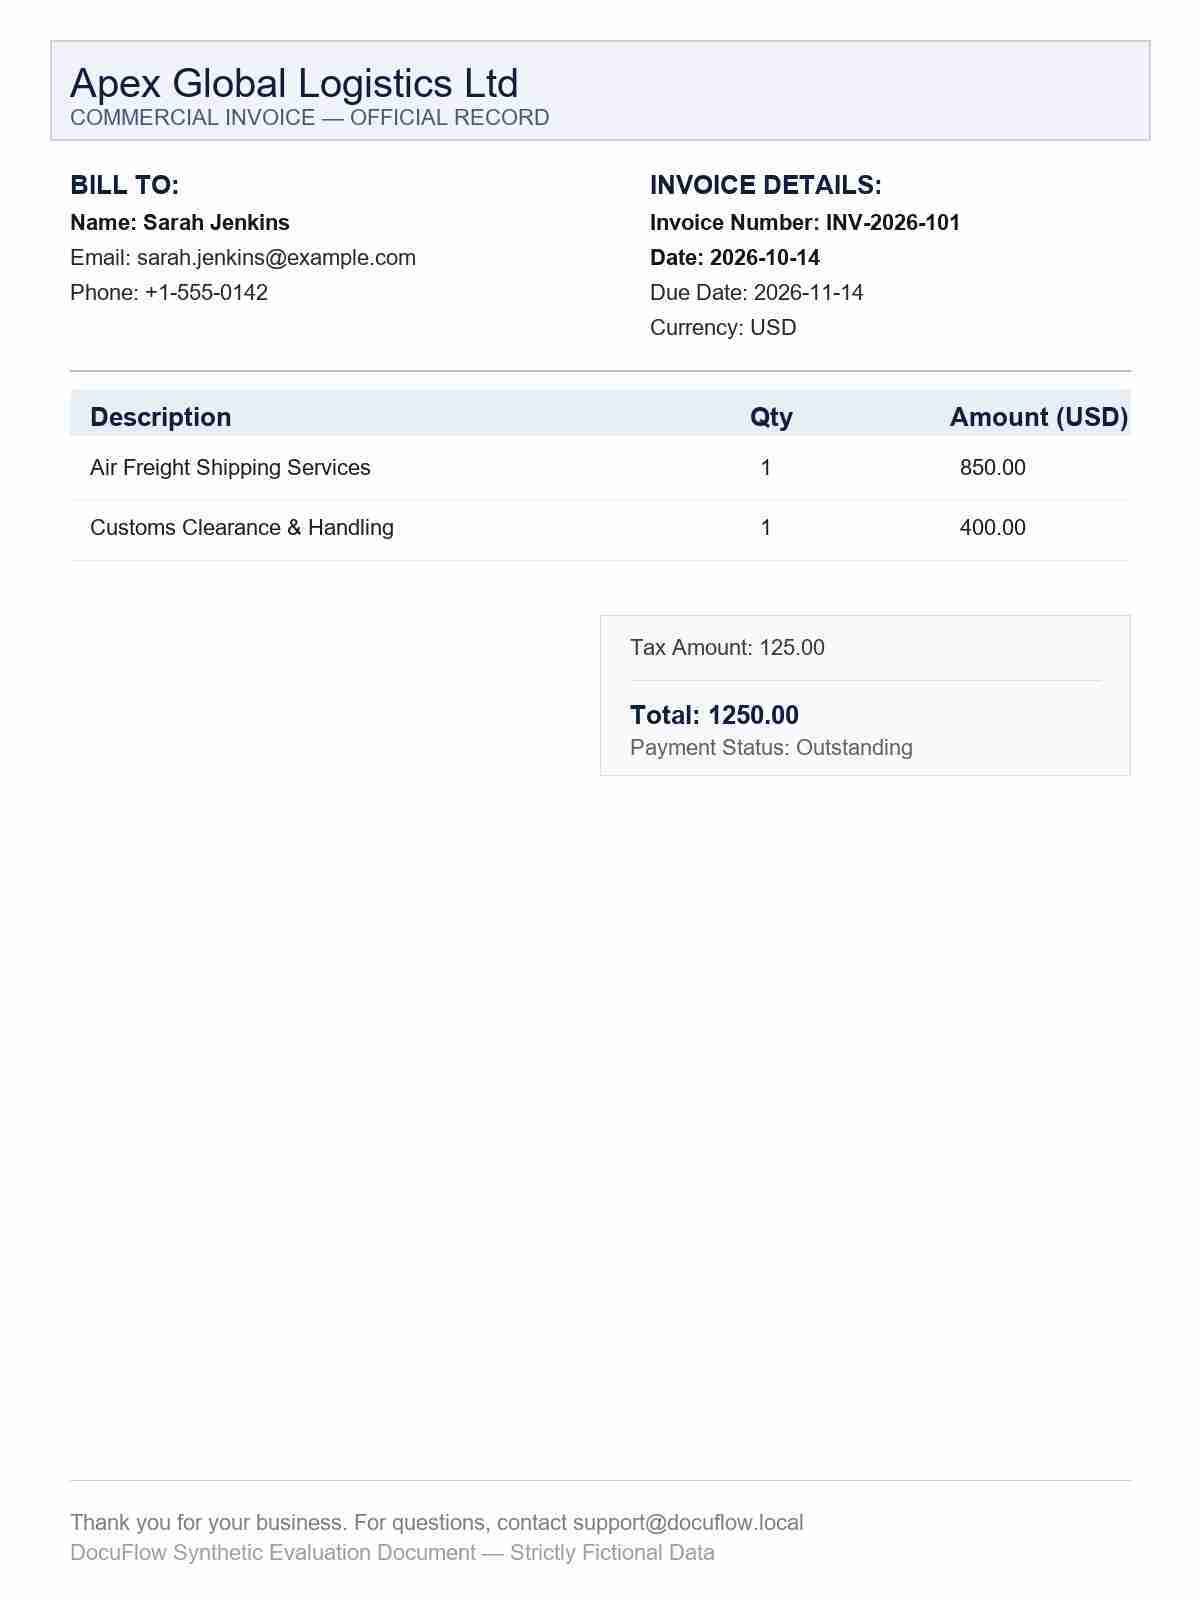 Apex Global Logistics Ltd
COMMERCIAL INVOICE — OFFICIAL RECORD
BILL TO:
Name: Sarah Jenkins
Email: sarah.jenkins@example.com
Phone: +1-555-0142
INVOICE DETAILS:
Invoice Number: INV-2026-101
Date: 2026-10-14
Due Date: 2026-11-14
Currency: USD
Description Qty Amount (USD)
Air Freight Shipping Services 1 850.00
Customs Clearance & Handling 1 400.00
Tax Amount: 125.00
Total: 1250.00
Payment Status: Outstanding
Thank you for your business. For questions, contact support@docuflow.local
DocuFlow Synthetic Evaluation Document — Strictly Fictional Data